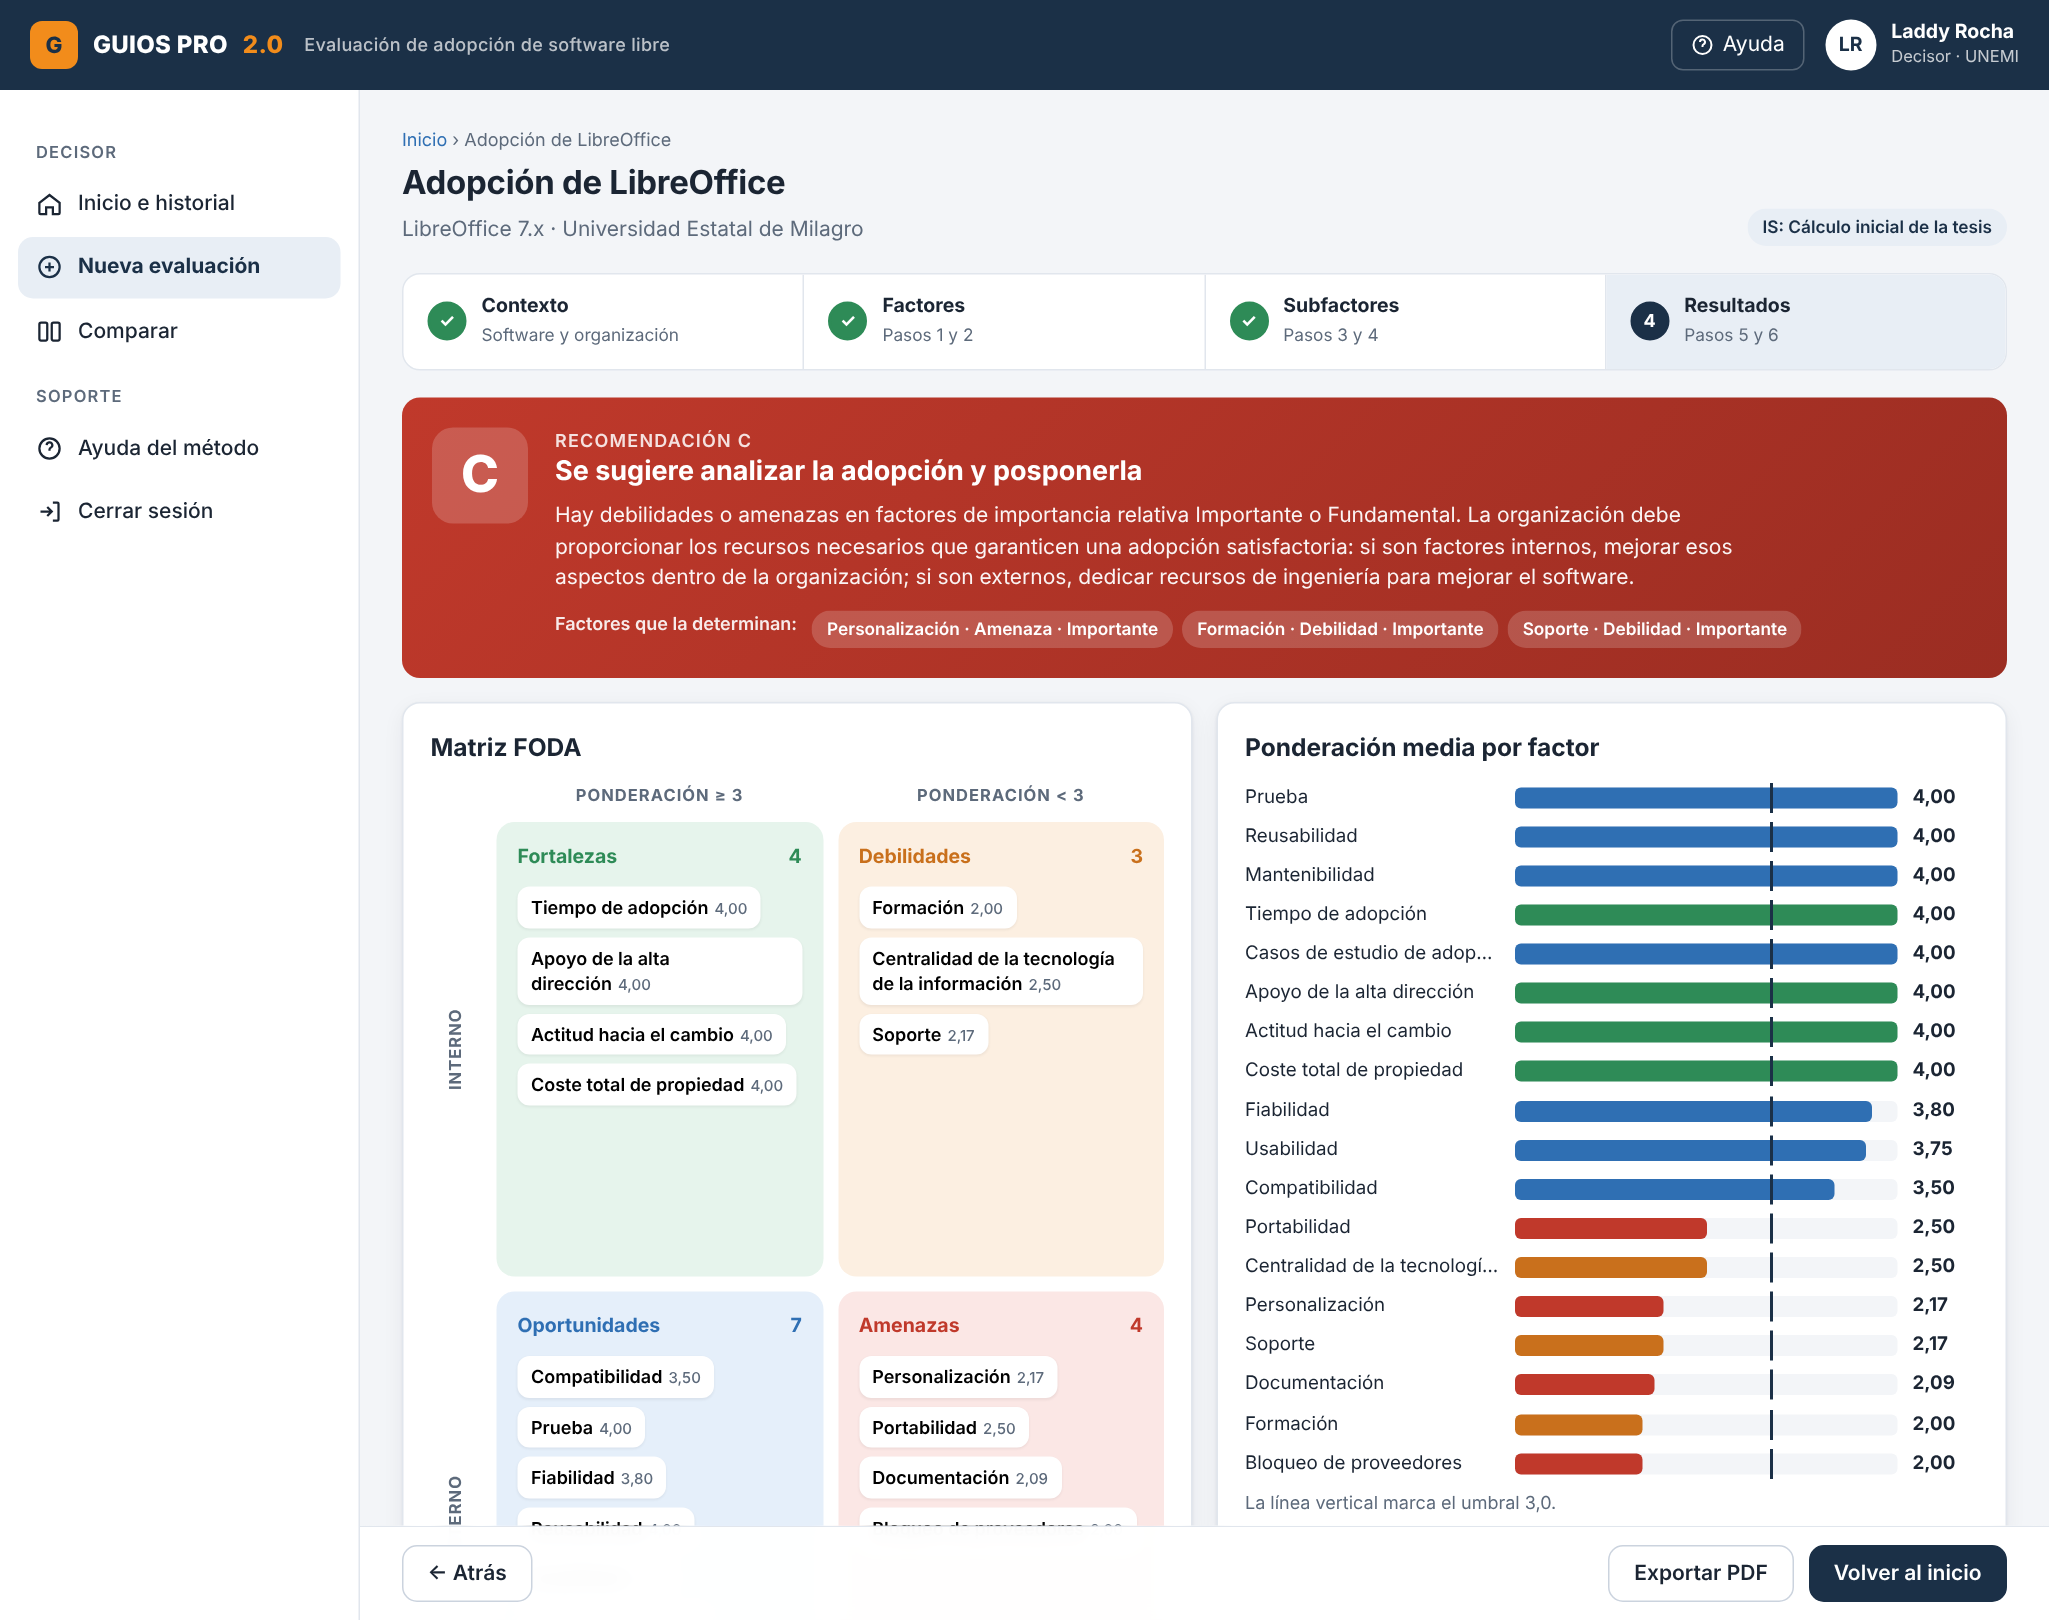 G GUIOS PRO 2.0 Evaluación de adopción de software libre
Ayuda
LR
Laddy Rocha
Decisor · UNEMI
DECISOR
Inicio e historial
Nueva evaluación
Comparar
SOPORTE
Ayuda del método
Cerrar sesión
Inicio › Adopción de LibreOffice
Adopción de LibreOffice
LibreOffice 7.x · Universidad Estatal de Milagro
IS: Cálculo inicial de la tesis
Contexto
Software y organización
Factores
Pasos 1 y 2
Subfactores
Pasos 3 y 4
4
Resultados
Pasos 5 y 6
C
RECOMENDACIÓN C
Se sugiere analizar la adopción y posponerla
Hay debilidades o amenazas en factores de importancia relativa Importante o Fundamental. La organización debe
proporcionar los recursos necesarios que garanticen una adopción satisfactoria: si son factores internos, mejorar esos
aspectos dentro de la organización; si son externos, dedicar recursos de ingeniería para mejorar el software.
Factores que la determinan: Personalización · Amenaza · Importante Formación · Debilidad · Importante Soporte · Debilidad · Importante
Matriz FODA
PONDERACIÓN ≥ 3 PONDERACIÓN < 3
INTERNO
Fortalezas 4
Tiempo de adopción 4,00
Apoyo de la alta
dirección 4,00
Actitud hacia el cambio 4,00
Coste total de propiedad 4,00
Debilidades 3
Formación 2,00
Centralidad de la tecnología
de la información 2,50
Soporte 2,17
Oportunidades 7
Compatibilidad 3,50
Prueba 4,00
Fiabilidad 3,80
Amenazas 4
Personalización 2,17
Portabilidad 2,50
Documentación 2,09
Ponderación media por factor
Prueba 4,00
Reusabilidad 4,00
Mantenibilidad 4,00
Tiempo de adopción 4,00
Casos de estudio de adop... 4,00
Apoyo de la alta dirección 4,00
Actitud hacia el cambio 4,00
Coste total de propiedad 4,00
Fiabilidad 3,80
Usabilidad 3,75
Compatibilidad 3,50
Portabilidad 2,50
Centralidad de la tecnologí... 2,50
Personalización 2,17
Soporte 2,17
Documentación 2,09
Formación 2,00
Bloqueo de proveedores 2,00
La línea vertical marca el umbral 3,0.
← Atrás
Exportar PDF
Volver al inicio